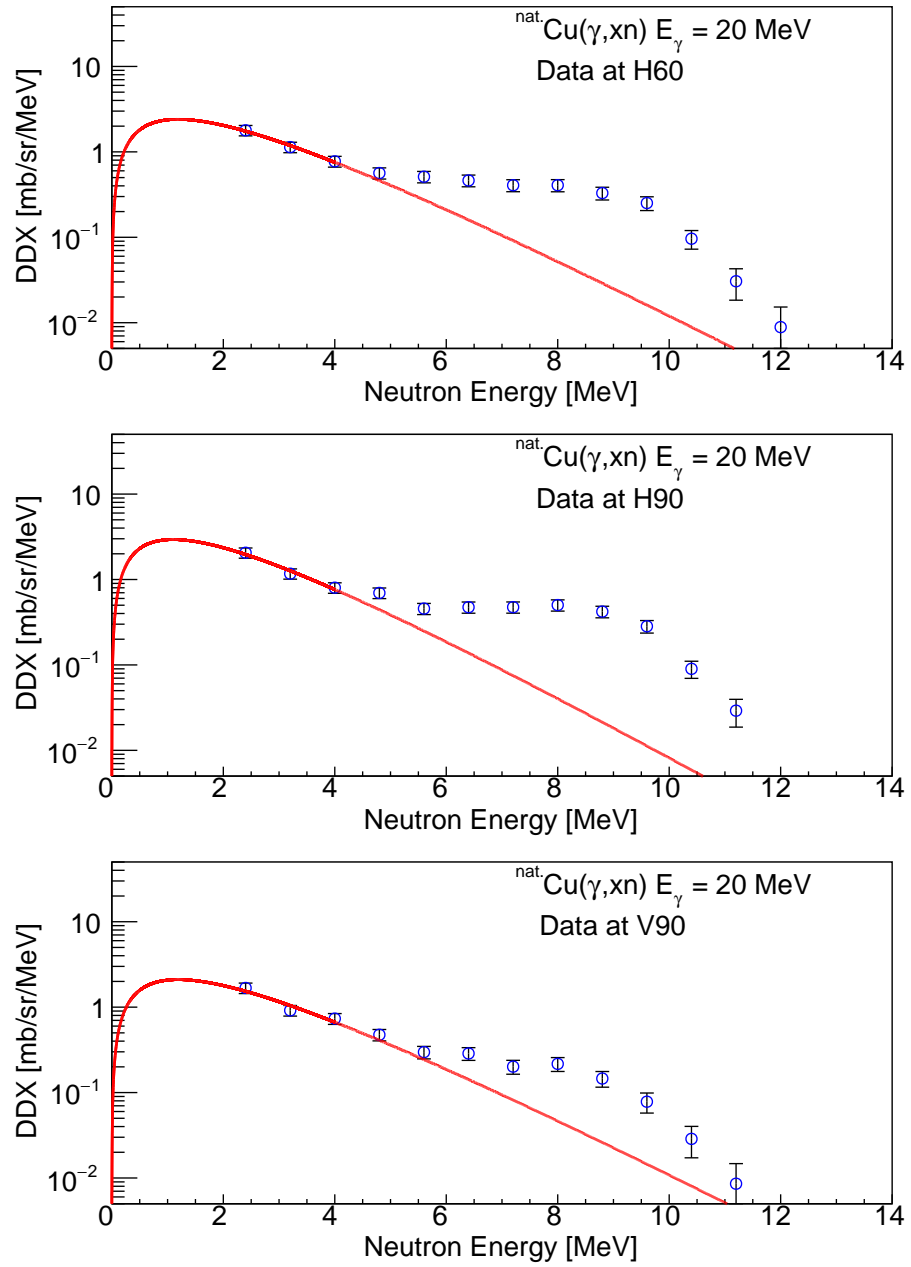 nat.Cu(γ,xn) Eγ = 20 MeV
Data at H60
DDX [mb/sr/MeV]
10
1
10−1
10−2
0 2 4 6 8 10 12 14
Neutron Energy [MeV]
nat.Cu(γ,xn) Eγ = 20 MeV
Data at H90
DDX [mb/sr/MeV]
10
1
10−1
10−2
0 2 4 6 8 10 12 14
Neutron Energy [MeV]
nat.Cu(γ,xn) Eγ = 20 MeV
Data at V90
DDX [mb/sr/MeV]
10
1
10−1
10−2
0 2 4 6 8 10 12 14
Neutron Energy [MeV]